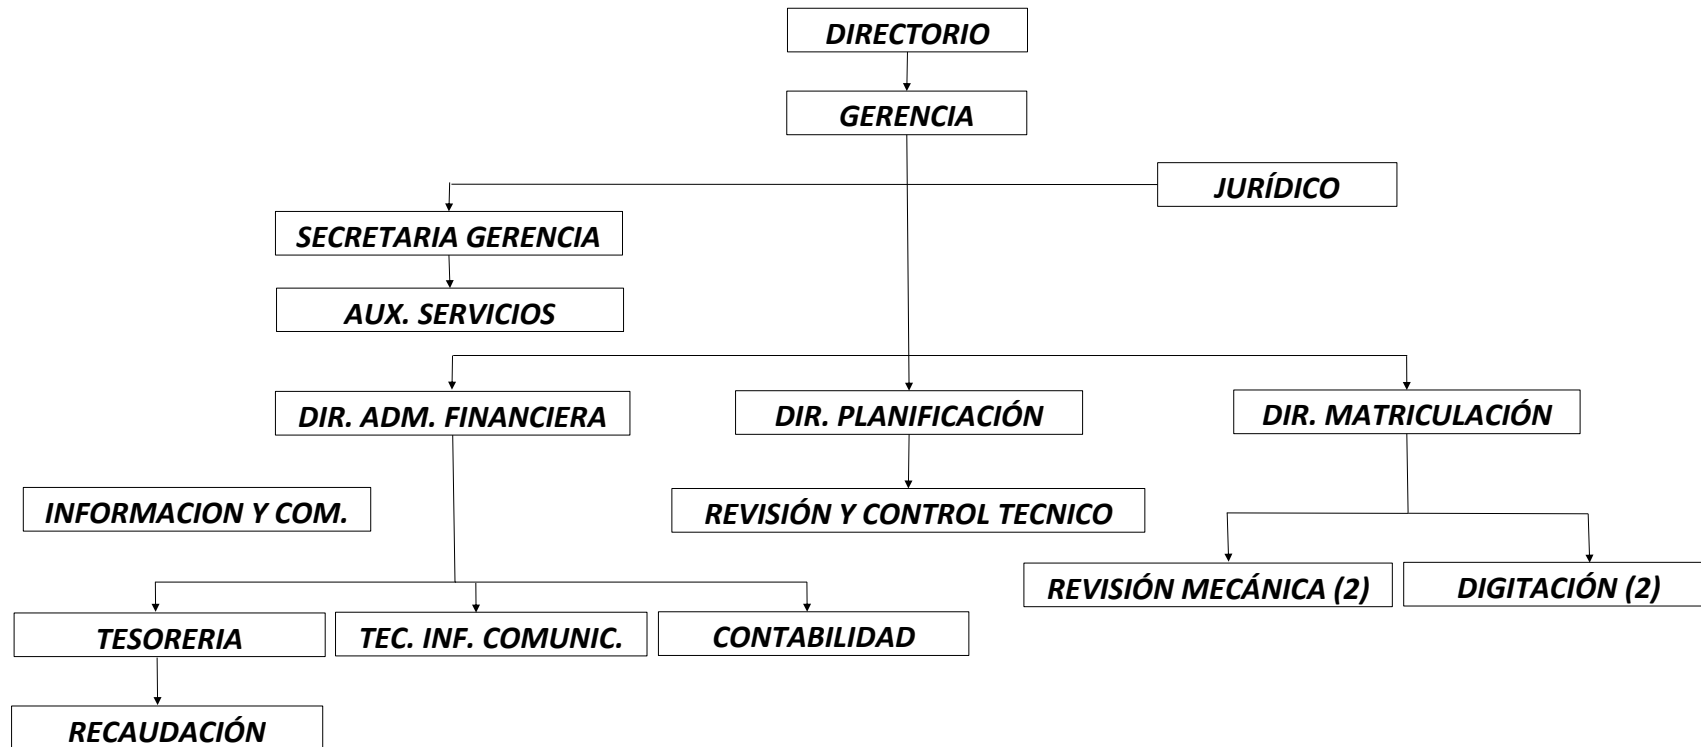 DIRECTORIO
GERENCIA
JURÍDICO
SECRETARIA GERENCIA
AUX. SERVICIOS
DIR. ADM. FINANCIERA
DIR. PLANIFICACIÓN
DIR. MATRICULACIÓN
INFORMACION Y COM.
REVISIÓN Y CONTROL TECNICO
REVISIÓN MECÁNICA (2)
DIGITACIÓN (2)
TESORERIA
TEC. INF. COMUNIC.
CONTABILIDAD
RECAUDACIÓN